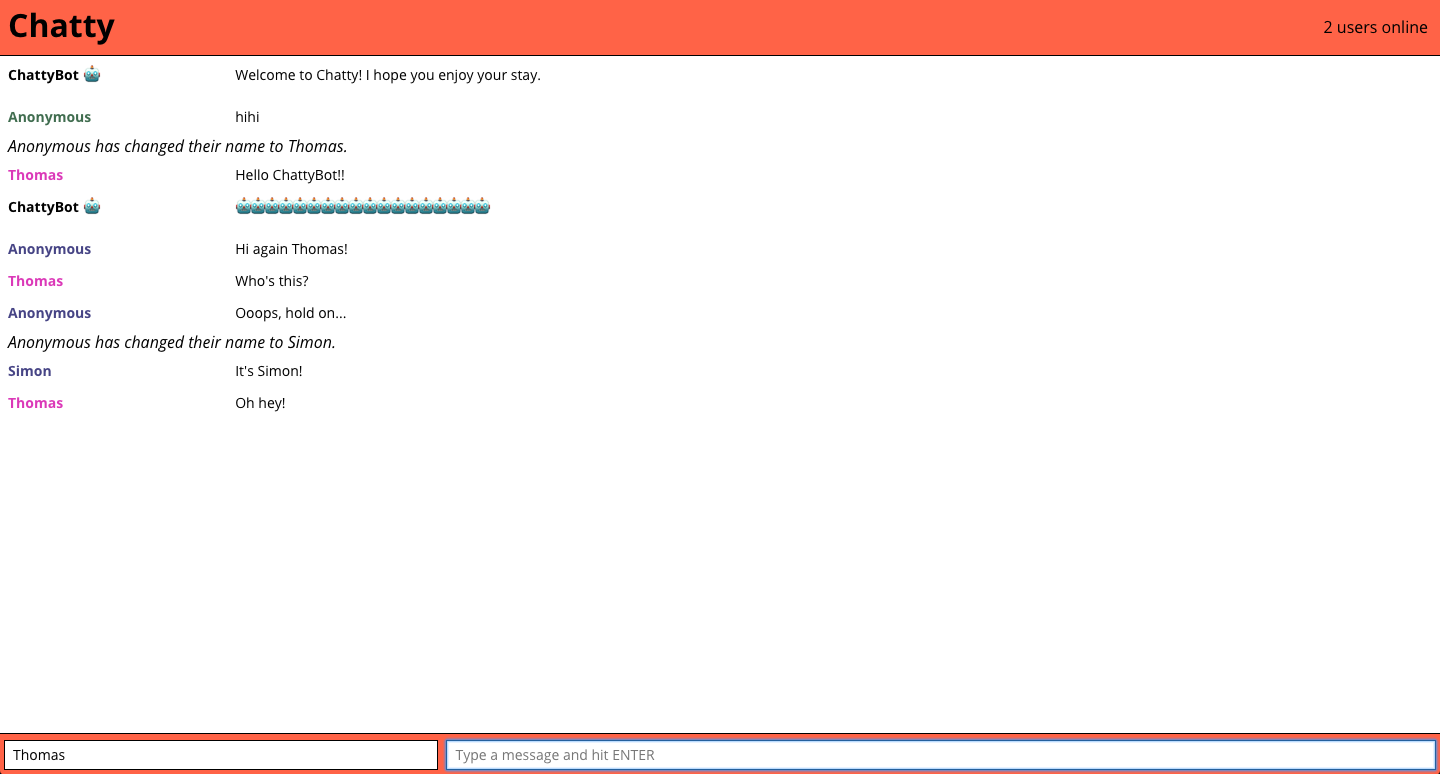 Chatty
2 users online
ChattyBot 🤖 Welcome to Chatty! I hope you enjoy your stay.
Anonymous hihi
Anonymous has changed their name to Thomas.
Thomas Hello ChattyBot!!
ChattyBot 🤖 🤖🤖🤖🤖🤖🤖🤖🤖🤖🤖🤖🤖🤖🤖🤖🤖🤖🤖
Anonymous Hi again Thomas!
Thomas Who's this?
Anonymous Ooops, hold on...
Anonymous has changed their name to Simon.
Simon It's Simon!
Thomas Oh hey!
Thomas Type a message and hit ENTER